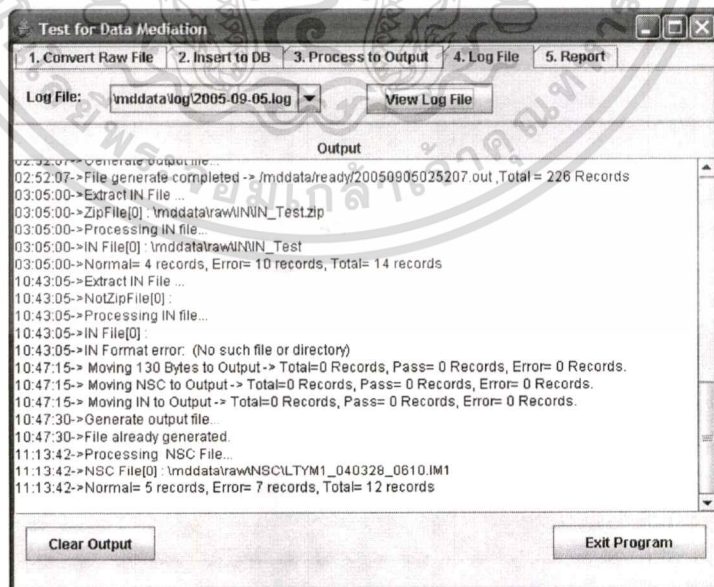 Test for Data Mediation
1. Convert Raw File 2. Insert to DB 3. Process to Output 4. Log File 5. Report
Log File: \mddata\log\2005-09-05.log View Log File
Output
02:52:07->Generate output file...
02:52:07->File generate completed -> /mddata/ready/20050905025207.out ,Total = 226 Records
03:05:00->Extract IN File ...
03:05:00->ZipFile[0] : \mddata\raw\IN\IN_Test.zip
03:05:00->Processing IN file...
03:05:00->IN File[0] : \mddata\raw\IN\IN_Test
03:05:00->Normal= 4 records, Error= 10 records, Total= 14 records
10:43:05->Extract IN File ...
10:43:05->NotZipFile[0] :
10:43:05->Processing IN file...
10:43:05->IN File[0] :
10:43:05->IN Format error: (No such file or directory)
10:47:15-> Moving 130 Bytes to Output -> Total=0 Records, Pass= 0 Records, Error= 0 Records.
10:47:15-> Moving NSC to Output -> Total=0 Records, Pass= 0 Records, Error= 0 Records.
10:47:15-> Moving IN to Output -> Total=0 Records, Pass= 0 Records, Error= 0 Records.
10:47:30->Generate output file...
10:47:30->File already generated.
11:13:42->Processing NSC File...
11:13:42->NSC File[0] : \mddata\raw\NSC\LTYM1_040328_0610.IM1
11:13:42->Normal= 5 records, Error= 7 records, Total= 12 records
Clear Output Exit Program